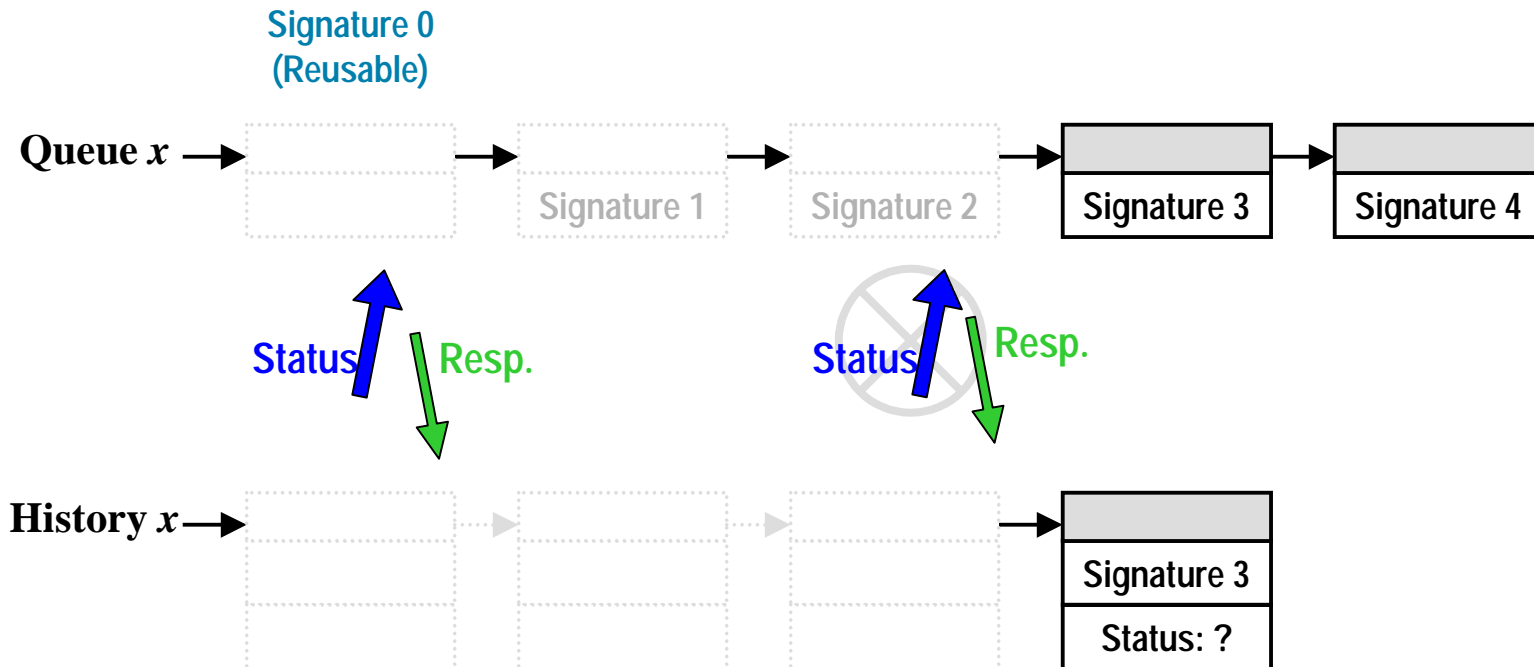 Signature 0
(Reusable)
Queue x
Signature 1
Signature 2
Signature 3
Signature 4
Status
Resp.
Status
Resp.
History x
Signature 3
Status: ?